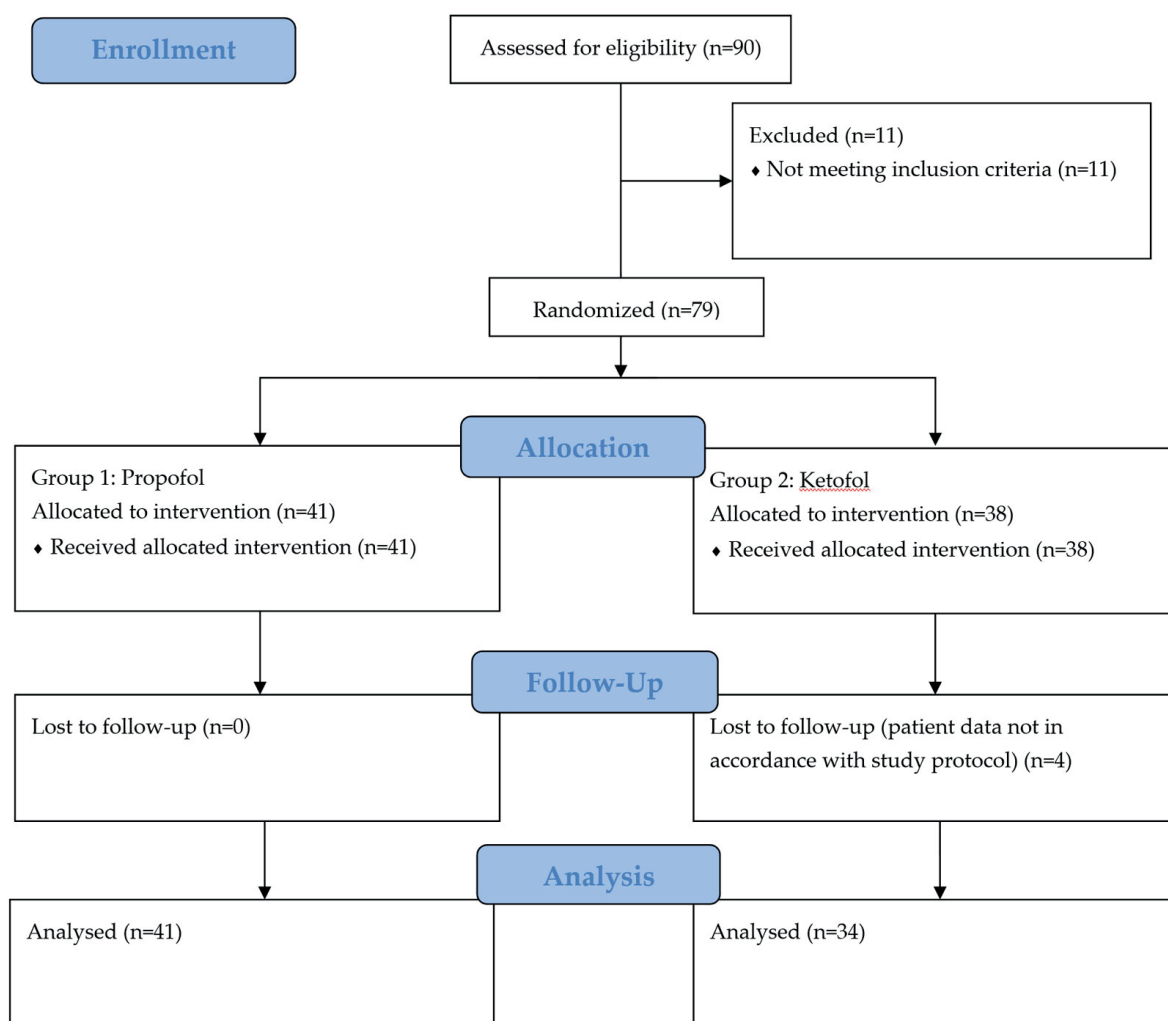 Enrollment
Assessed for eligibility (n=90)
Excluded (n=11)
♦ Not meeting inclusion criteria (n=11)
Randomized (n=79)
Allocation
Group 1: Propofol
Allocated to intervention (n=41)
♦ Received allocated intervention (n=41)
Group 2: Ketofol
Allocated to intervention (n=38)
♦ Received allocated intervention (n=38)
Follow-Up
Lost to follow-up (n=0)
Lost to follow-up (patient data not in
accordance with study protocol) (n=4)
Analysis
Analysed (n=41)
Analysed (n=34)